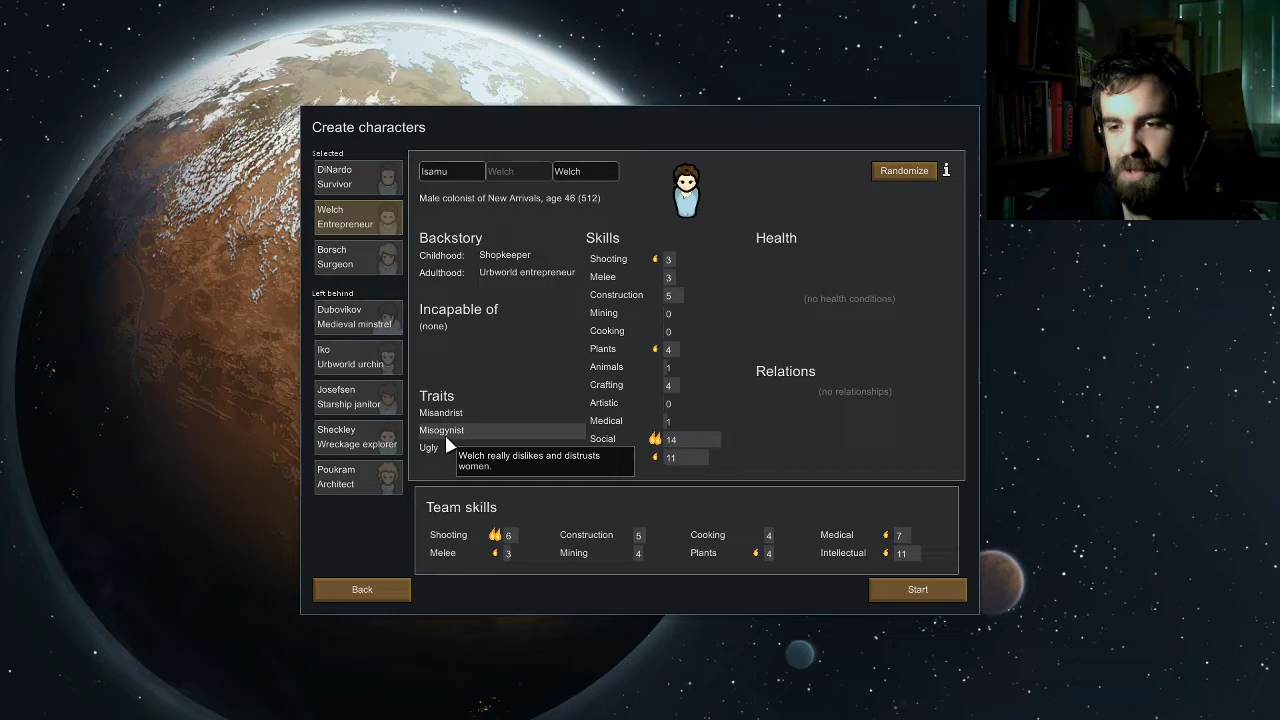 Create characters
Selected
DiNardo
Survivor
Welch
Entrepreneur
Borsch
Surgeon
Left behind
Dubovikov
Medieval minstrel
Iko
Urbworld urchin
Josefsen
Starship janitor
Sheckley
Wreckage explorer
Poukram
Architect
Isamu
Welch
Welch
Randomize
Male colonist of New Arrivals, age 46 (512)
Backstory
Childhood: Shopkeeper
Adulthood: Urbworld entrepreneur
Incapable of
(none)
Traits
Misandrist
Misogynist
Ugly
Welch really dislikes and distrusts
women.
Skills
Shooting 3
Melee 3
Construction 5
Mining 0
Cooking 0
Plants 4
Animals 1
Crafting 4
Artistic 0
Medical 1
Social 14
11
Health
(no health conditions)
Relations
(no relationships)
Team skills
Shooting 6 Construction 5 Cooking 4 Medical 7
Melee 3 Mining 4 Plants 4 Intellectual 11
Back
Start